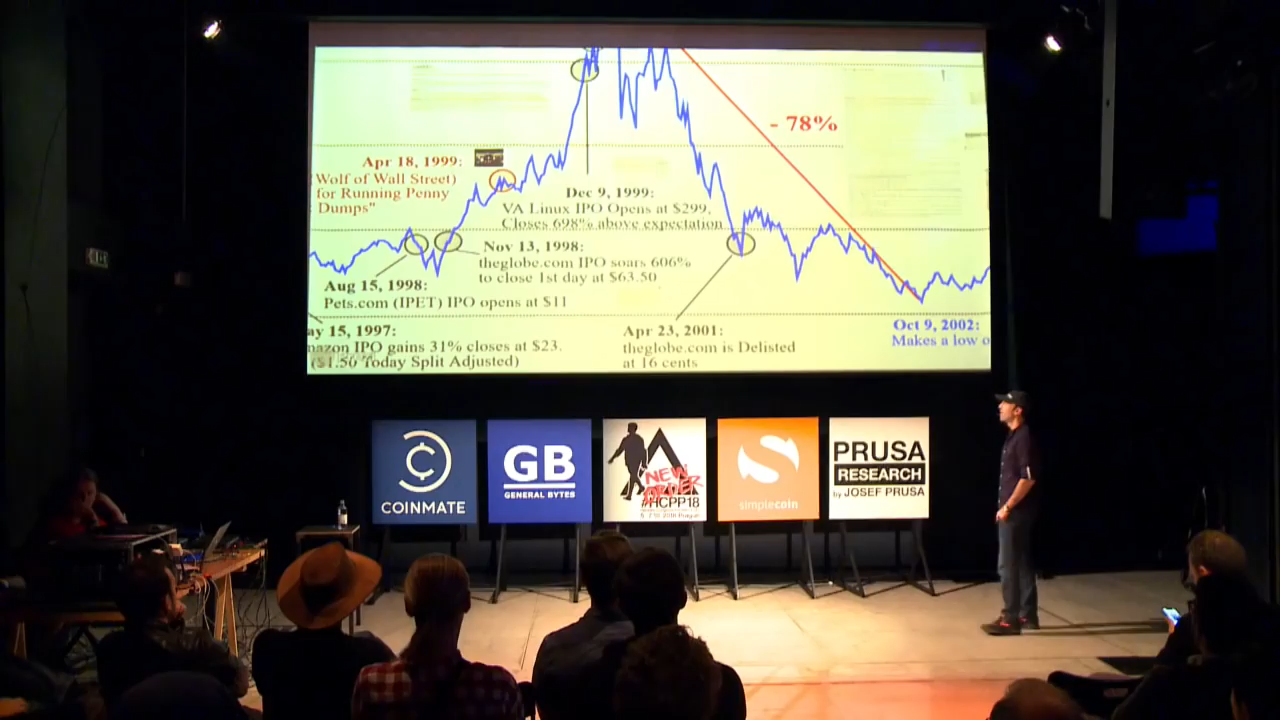 - 78%
Apr 18, 1999:
Wolf of Wall Street)
for Running Penny
Dumps"
Dec 9, 1999:
VA Linux IPO Opens at $299,
Closes 698% above expectation
Nov 13, 1998:
theglobe.com IPO soars 606%
to close 1st day at $63.50
Aug 15, 1998:
Pets.com (IPET) IPO opens at $11
ay 15, 1997:
mazon IPO gains 31% closes at $23.
($1.50 Today Split Adjusted)
Apr 23, 2001:
theglobe.com is Delisted
at 16 cents
Oct 9, 2002:
Makes a low o
COINMATE
GB
GENERAL BYTES
NEW
ORDER
#HCPP18
simplecoin
PRUSA
RESEARCH
by JOSEF PRUSA